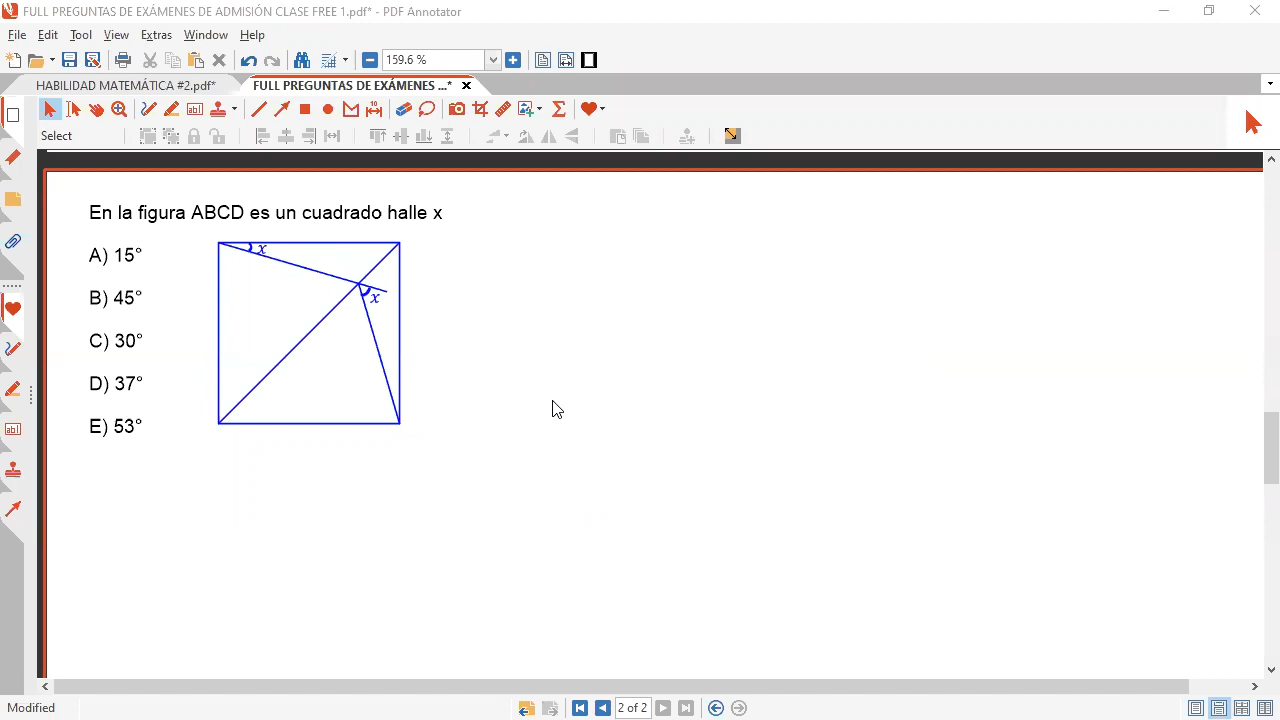 FULL PREGUNTAS DE EXÁMENES DE ADMISIÓN CLASE FREE 1.pdf* - PDF Annotator
File Edit Tool View Extras Window Help
159.6 %
HABILIDAD MATEMÁTICA #2.pdf*
FULL PREGUNTAS DE EXÁMENES ...*
Select
En la figura ABCD es un cuadrado halle x
A) 15°
B) 45°
C) 30°
D) 37°
E) 53°
x
x
Modified
2 of 2